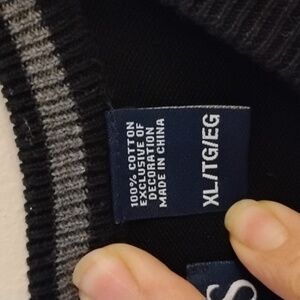 100% COTTON
EXCLUSIVE OF
DECORATION
MADE IN CHINA
XL/TG/EG
S